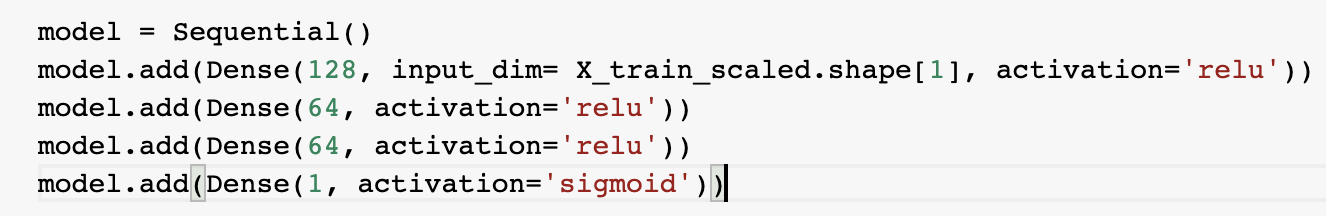 model = Sequential()
model.add(Dense(128, input_dim= X_train_scaled.shape[1], activation='relu'))
model.add(Dense(64, activation='relu'))
model.add(Dense(64, activation='relu'))
model.add(Dense(1, activation='sigmoid'))